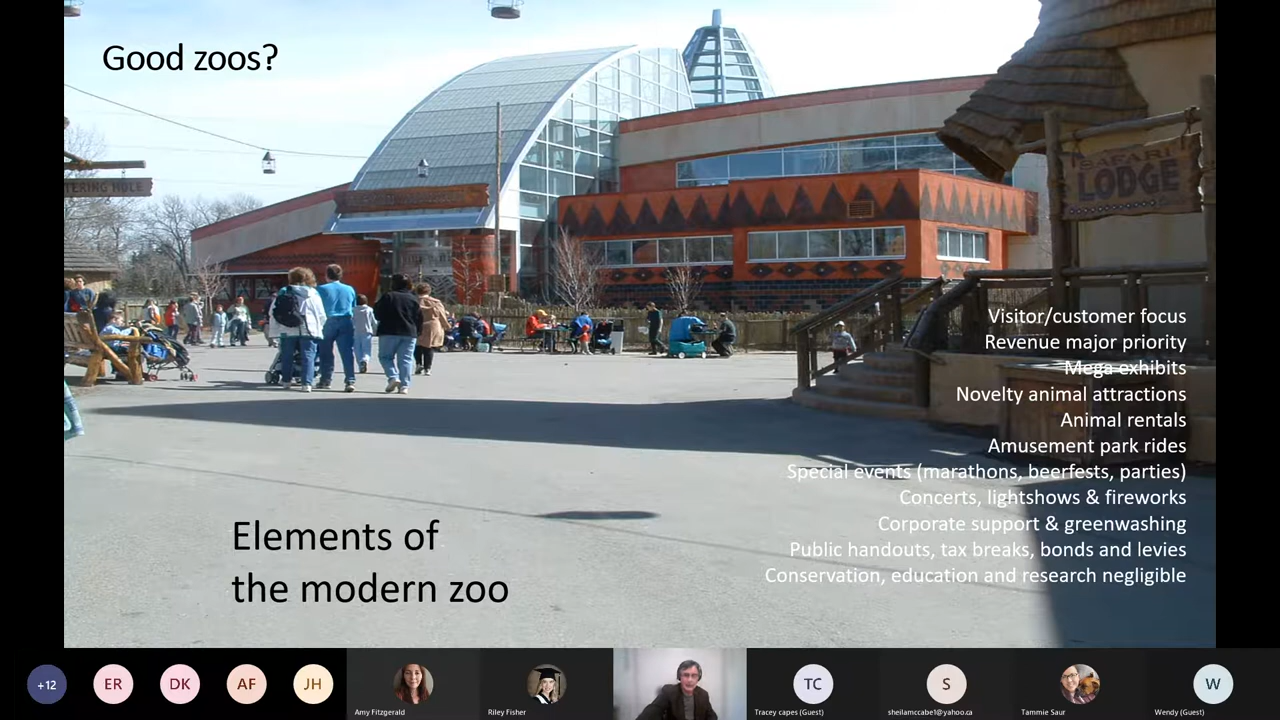 Good zoos?
TERING HOLE
SAFARI
LODGE
Visitor/customer focus
Revenue major priority
Mega exhibits
Novelty animal attractions
Animal rentals
Amusement park rides
Special events (marathons, beerfests, parties)
Concerts, lightshows & fireworks
Corporate support & greenwashing
Public handouts, tax breaks, bonds and levies
Conservation, education and research negligible
Elements of
the modern zoo
+12
ER
DK
AF
JH
TC
S
W
Amy Fitzgerald
Riley Fisher
Tracey capes (Guest)
sheilamccabe1@yahoo.ca
Tammie Saur
Wendy (Guest)